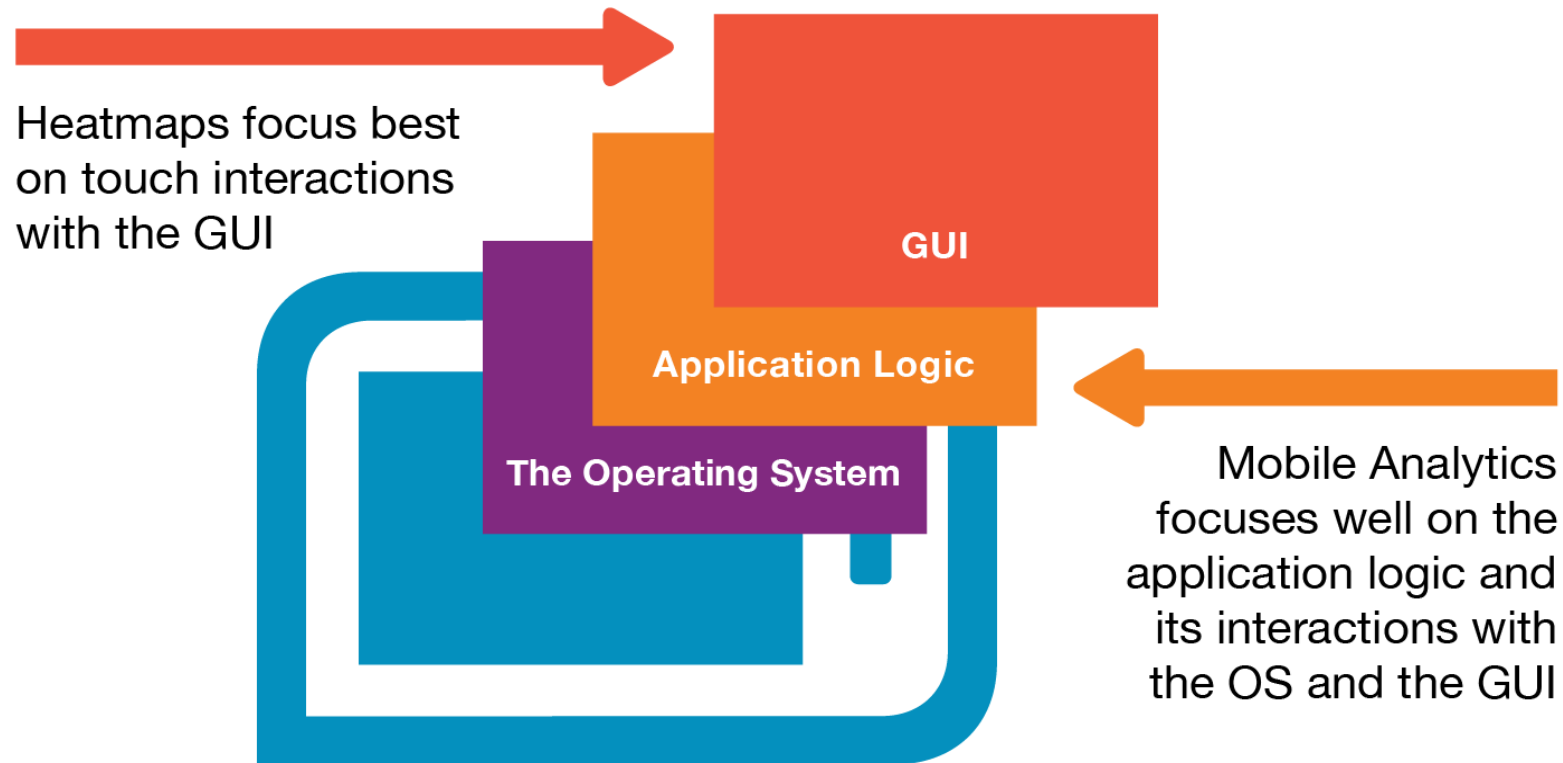 Heatmaps focus best
on touch interactions
with the GUI
GUI
Application Logic
The Operating System
Mobile Analytics
focuses well on the
application logic and
its interactions with
the OS and the GUI